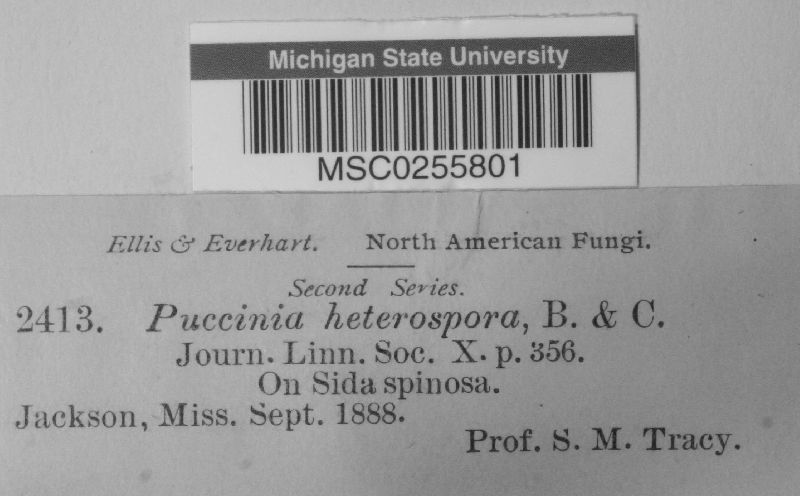 Michigan State University
MSC0255801
Ellis & Everhart. North American Fungi.
Second Series.
2413. Puccinia heterospora, B. & C.
Journ. Linn. Soc. X. p. 356.
On Sida spinosa.
Jackson, Miss. Sept. 1888.
Prof. S. M. Tracy.